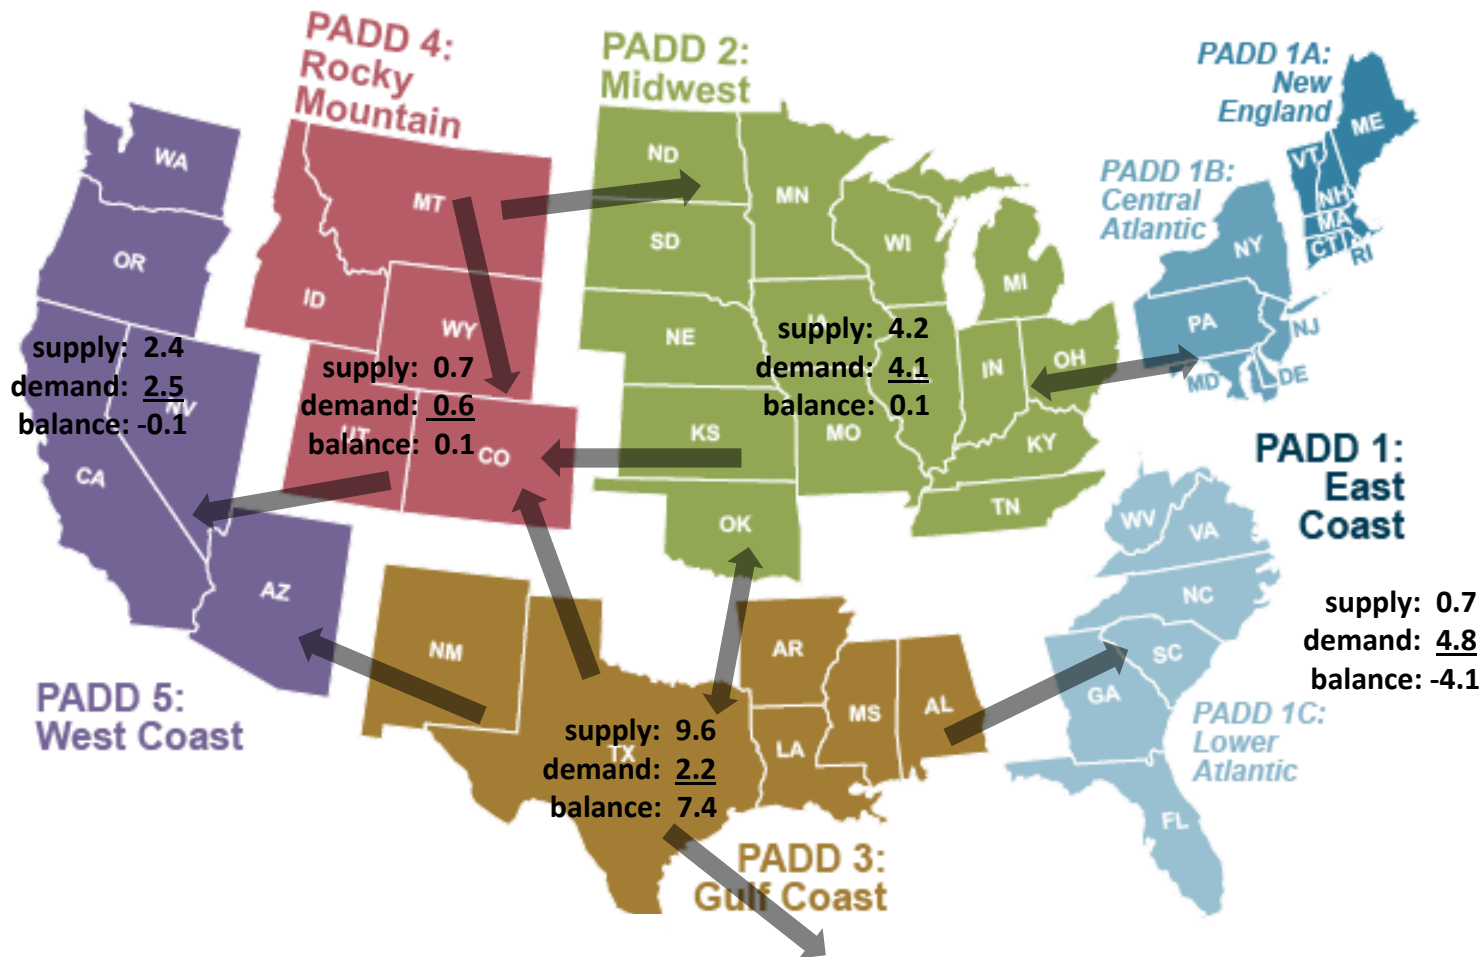 PADD 4:
Rocky
Mountain
PADD 2:
Midwest
PADD 1A:
New
England
PADD 1B:
Central
Atlantic
PADD 1:
East
Coast
PADD 1C:
Lower
Atlantic
PADD 5:
West Coast
PADD 3:
Gulf Coast
WA
OR
CA
NV
AZ
supply: 2.4
demand: 2.5
balance: -0.1
MT
ID
WY
UT
CO
supply: 0.7
demand: 0.6
balance: 0.1
ND
SD
NE
KS
OK
MN
IA
MO
WI
MI
IN
OH
KY
TN
supply: 4.2
demand: 4.1
balance: 0.1
NM
TX
AR
LA
MS
AL
supply: 9.6
demand: 2.2
balance: 7.4
ME
VT
NH
MA
CT
RI
NY
PA
NJ
MD
DE
WV
VA
NC
SC
GA
FL
supply: 0.7
demand: 4.8
balance: -4.1